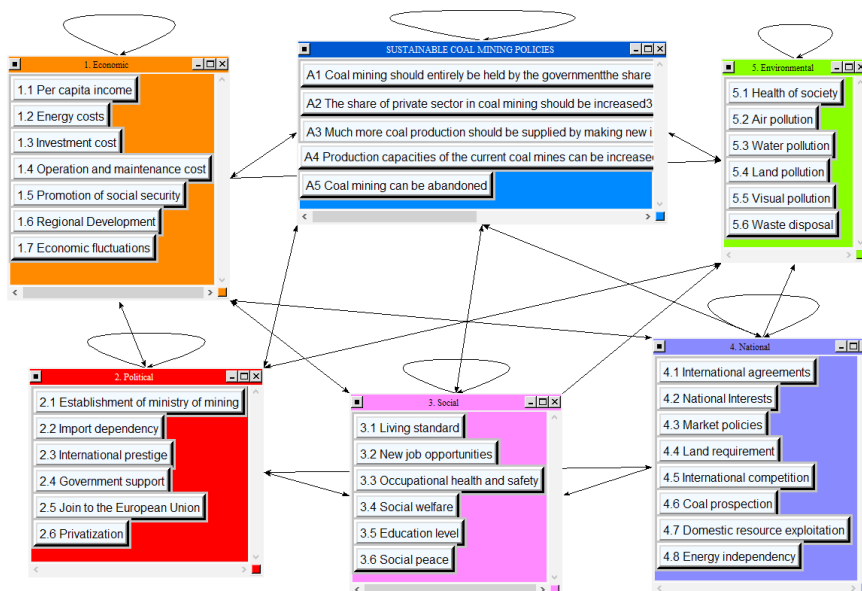 1. Economic
1.1 Per capita income
1.2 Energy costs
1.3 Investment cost
1.4 Operation and maintenance cost
1.5 Promotion of social security
1.6 Regional Development
1.7 Economic fluctuations
SUSTAINABLE COAL MINING POLICIES
A1 Coal mining should entirely be held by the governmentthe share
A2 The share of private sector in coal mining should be increased3
A3 Much more coal production should be supplied by making new i
A4 Production capacities of the current coal mines can be increase
A5 Coal mining can be abandoned
5. Environmental
5.1 Health of society
5.2 Air pollution
5.3 Water pollution
5.4 Land pollution
5.5 Visual pollution
5.6 Waste disposal
2. Political
2.1 Establishment of ministry of mining
2.2 Import dependency
2.3 International prestige
2.4 Government support
2.5 Join to the European Union
2.6 Privatization
3. Social
3.1 Living standard
3.2 New job opportunities
3.3 Occupational health and safety
3.4 Social welfare
3.5 Education level
3.6 Social peace
4. National
4.1 International agreements
4.2 National Interests
4.3 Market policies
4.4 Land requirement
4.5 International competition
4.6 Coal prospection
4.7 Domestic resource exploitation
4.8 Energy independency